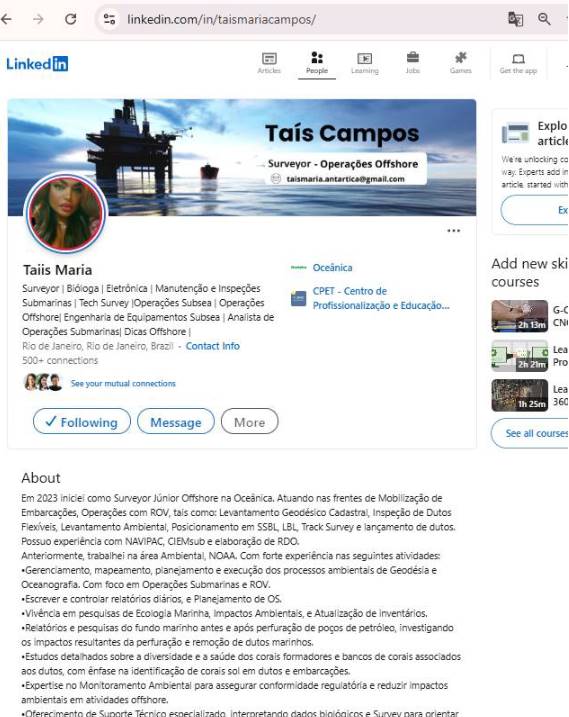 linkedin.com/in/taismariacampos/
Linked in
Articles
People
Learning
Jobs
Games
Get the app
Taís Campos
Surveyor - Operações Offshore
taismaria.antartica@gmail.com
Explo
article
We're unlocking co
way. Experts add in
article, started with
Ex
Taiis Maria
Surveyor | Bióloga | Eletrônica | Manutenção e Inspeções
Submarinas | Tech Survey |Operações Subsea | Operações
Offshore| Engenharia de Equipamentos Subsea | Analista de
Operações Submarinas| Dicas Offshore |
Rio de Janeiro, Rio de Janeiro, Brazil - Contact Info
500+ connections
See your mutual connections
Oceânica
CPET - Centro de
Profissionalização e Educação...
Following
Message
More
Add new ski
courses
2h 13m
G-C
CNC
2h 21m
Lea
Pro
1h 25m
Lea
360
See all courses
About
Em 2023 iniciei como Surveyor Júnior Offshore na Oceânica. Atuando nas frentes de Mobilização de
Embarcações, Operações com ROV, tais como: Levantamento Geodésico Cadastral, Inspeção de Dutos
Flexíveis, Levantamento Ambiental, Posicionamento em SSBL, LBL, Track Survey e lançamento de dutos.
Possuo experiência com NAVIPAC, CIEMsub e elaboração de RDO.
Anteriormente, trabalhei na área Ambiental, NOAA. Com forte experiência nas seguintes atividades:
•Gerenciamento, mapeamento, planejamento e execução dos processos ambientais de Geodésia e
Oceanografia. Com foco em Operações Submarinas e ROV.
•Escrever e controlar relatórios diários, e Planejamento de OS.
•Vivência em pesquisas de Ecologia Marinha, Impactos Ambientais, e Atualização de inventários.
•Relatórios e pesquisas do fundo marinho antes e após perfuração de poços de petróleo, investigando
os impactos resultantes da perfuração e remoção de dutos marinhos.
•Estudos detalhados sobre a diversidade e a saúde dos corais formadores e bancos de corais associados
aos dutos, com ênfase na identificação de corais sol em dutos e embarcações.
•Expertise no Monitoramento Ambiental para assegurar conformidade regulatória e reduzir impactos
ambientais em atividades offshore.
•Oferecimento de Suporte Técnico especializado, interpretando dados biológicos e Survey para orientar